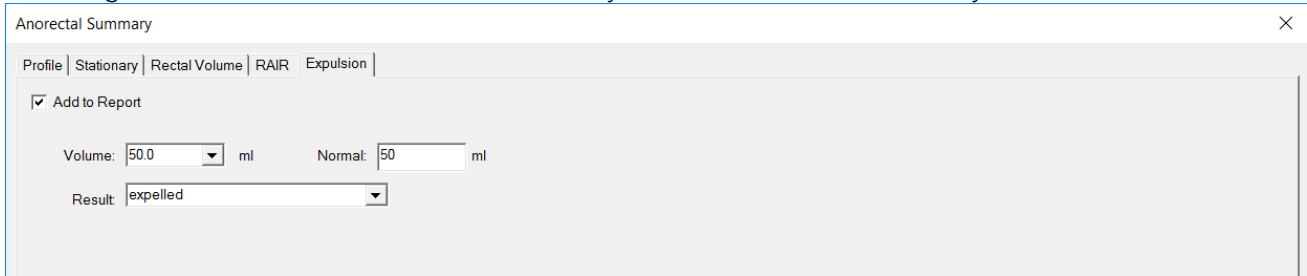 Anorectal Summary
Profile Stationary Rectal Volume RAIR Expulsion
Add to Report
Volume: 50.0 ml Normal: 50 ml
Result: expelled